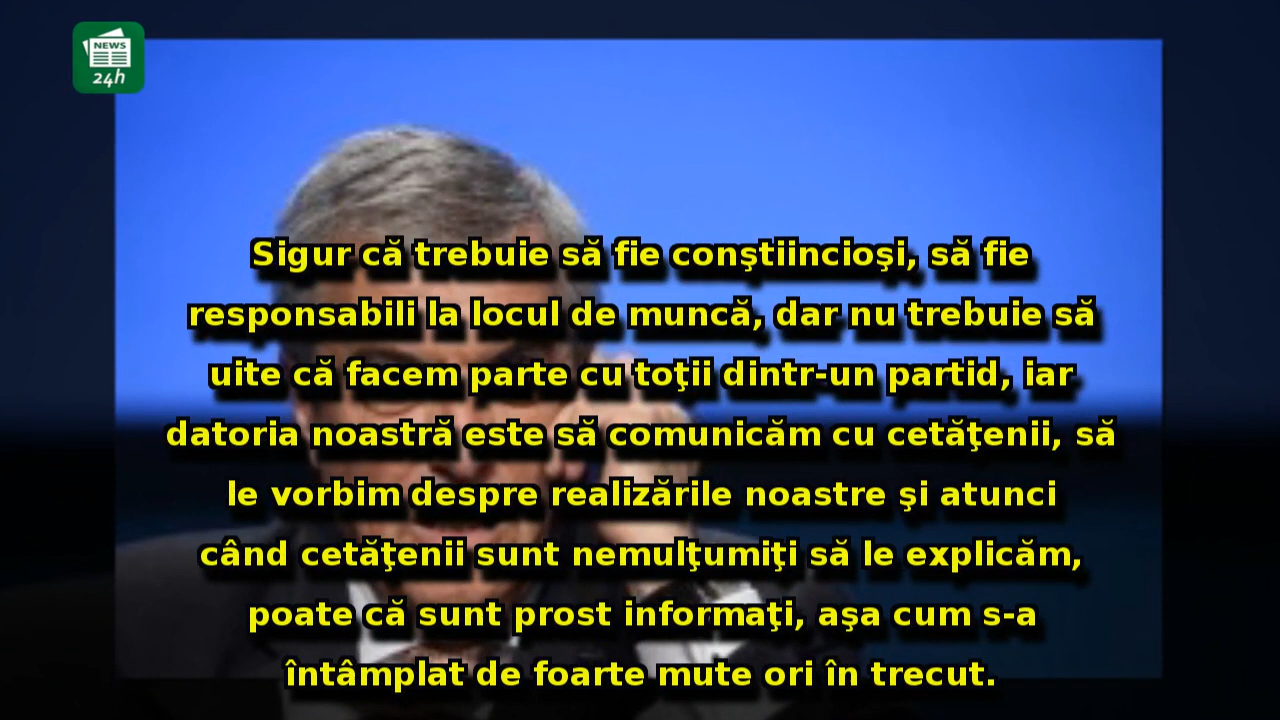 NEWS
24h
Sigur că trebuie să fie conştiincioşi, să fie
responsabili la locul de muncă, dar nu trebuie să
uite că facem parte cu toţii dintr-un partid, iar
datoria noastră este să comunicăm cu cetăţenii, să
le vorbim despre realizările noastre şi atunci
când cetăţenii sunt nemulţumiţi să le explicăm,
poate că sunt prost informaţi, aşa cum s-a
întâmplat de foarte mute ori în trecut.